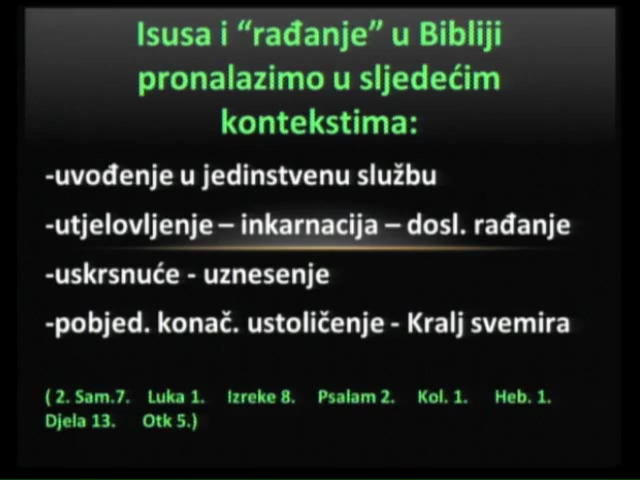 Isusa i “rađanje” u Bibliji
pronalazimo u sljedećim
kontekstima:
-uvođenje u jedinstvenu službu
-utjelovljenje – inkarnacija – dosl. rađanje
-uskrsnuće - uznesenje
-pobjed. konač. ustoličenje - Kralj svemira
( 2. Sam.7. Luka 1. Izreke 8. Psalam 2. Kol. 1. Heb. 1.
Djela 13. Otk 5.)